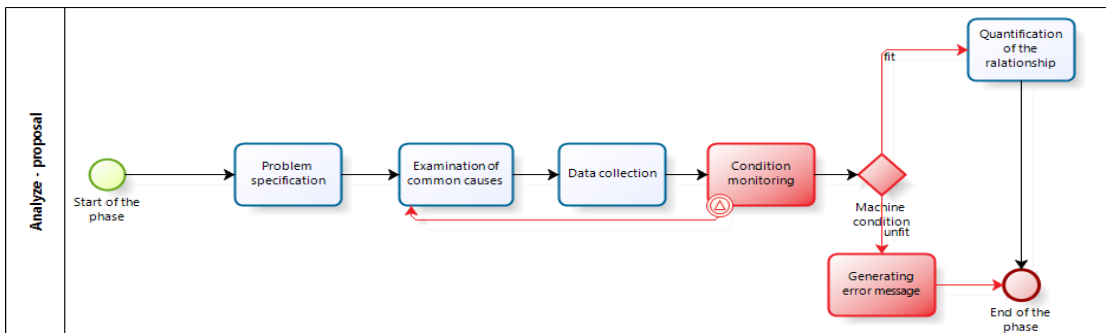 Analyze - proposal
Start of the
phase
Problem
specification
Examination of
common causes
Data collection
Condition
monitoring
Machine
condition
fit
unfit
Quantification
of the
ralationship
Generating
error message
End of the
phase